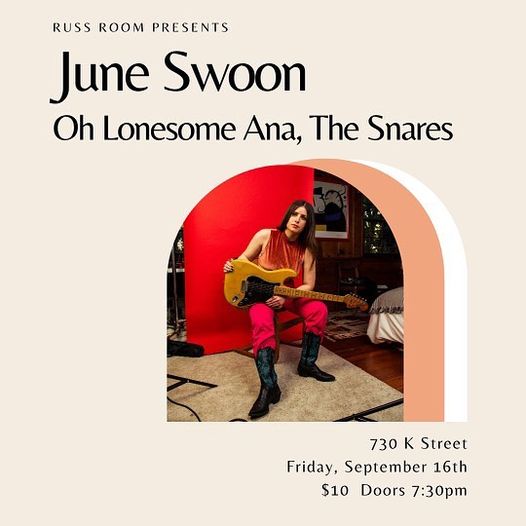 RUSS ROOM PRESENTS
June Swoon
Oh Lonesome Ana, The Snares
730 K Street
Friday, September 16th
$10 Doors 7:30pm